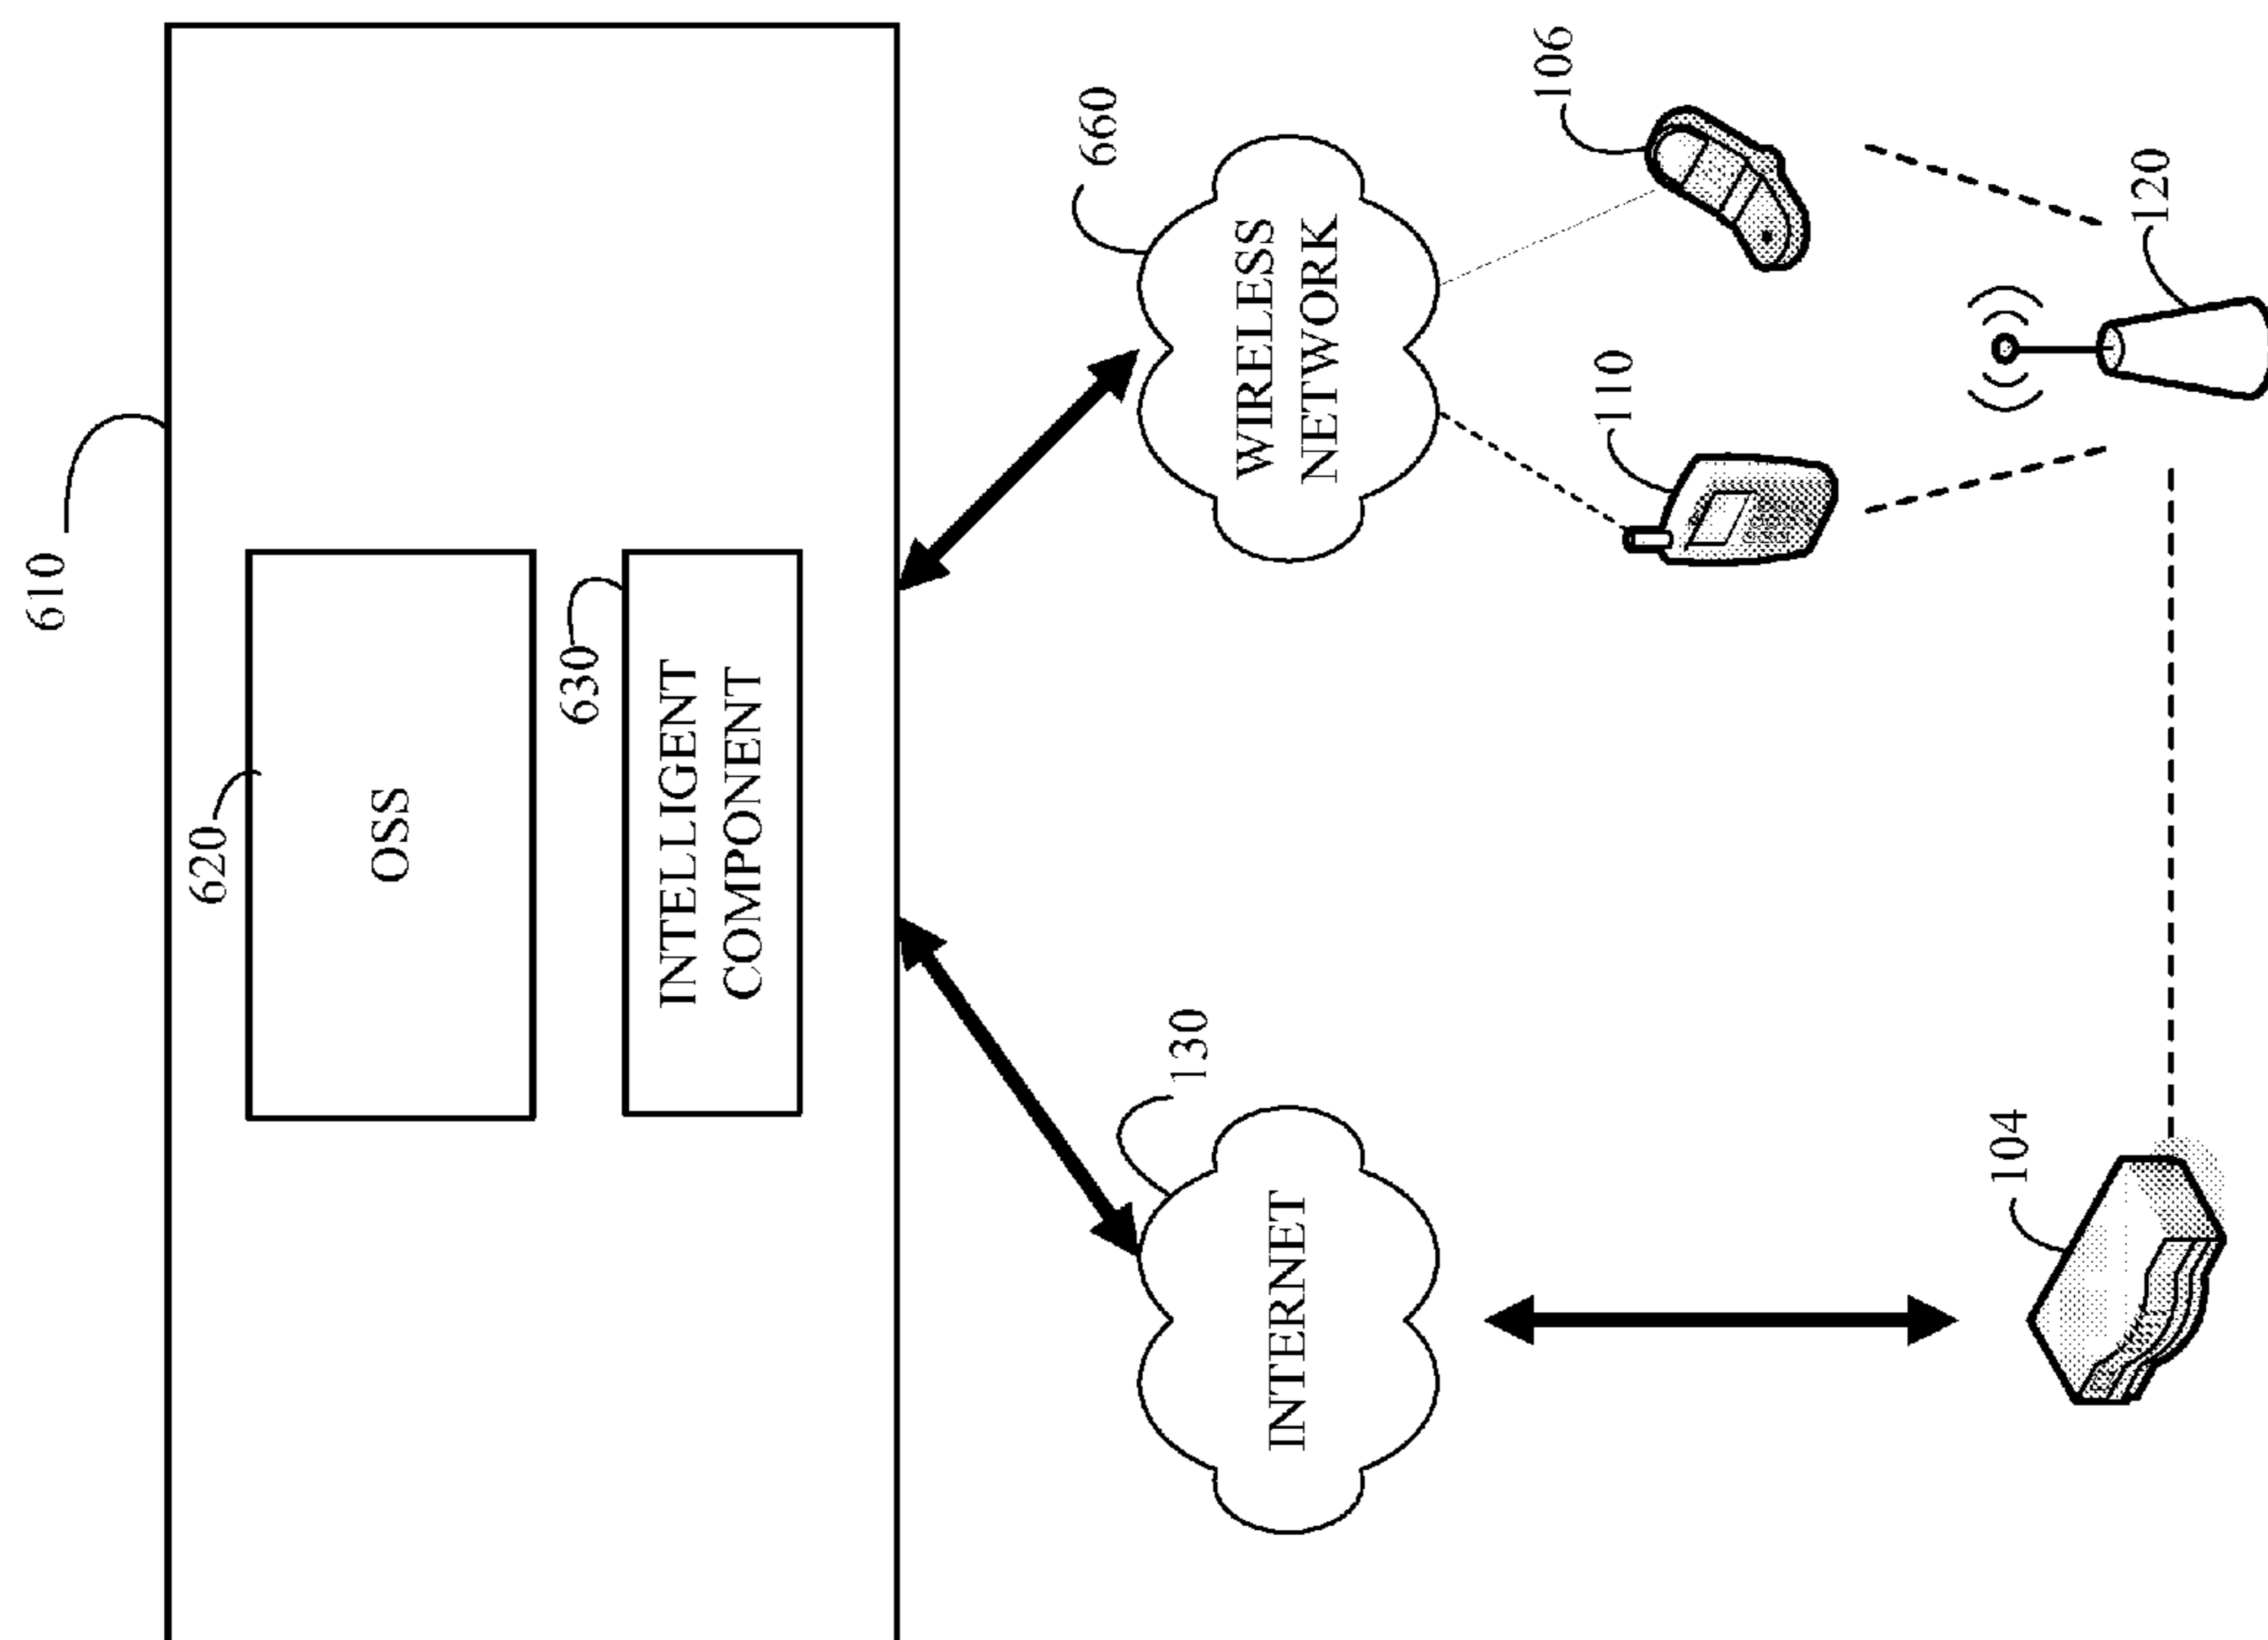 610
620
OSS
630
INTELLIGENT
COMPONENT
660
WIRELESS
NETWORK
130
INTERNET
106
110
120
104